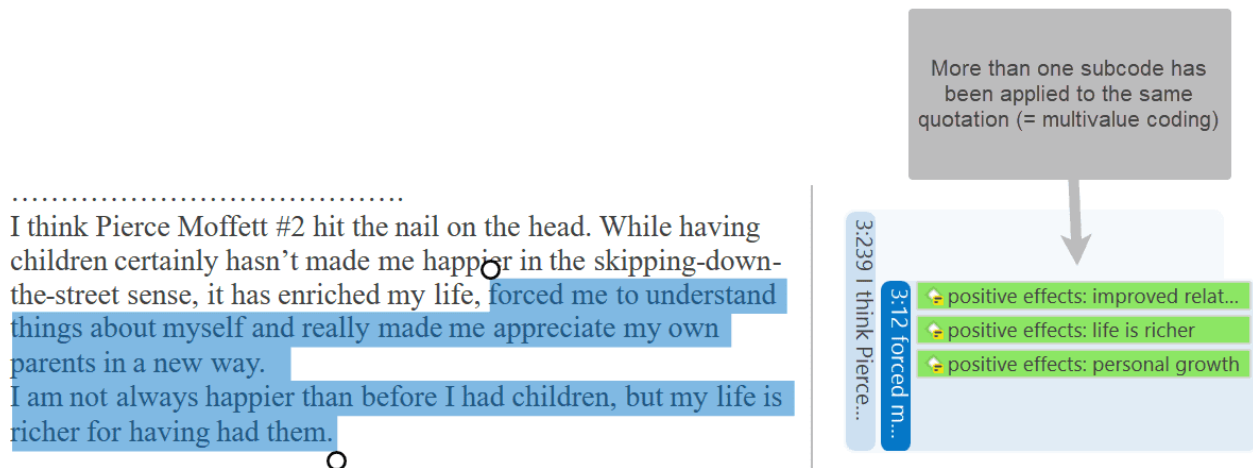 More than one subcode has
been applied to the same
quotation (= multivalue coding)
……………………………………
I think Pierce Moffett #2 hit the nail on the head. While having
children certainly hasn’t made me happier in the skipping-down-
the-street sense, it has enriched my life, forced me to understand
things about myself and really made me appreciate my own
parents in a new way.
I am not always happier than before I had children, but my life is
richer for having had them.
3:239 I think Pierce...
3:12 forced m...
positive effects: improved relat...
positive effects: life is richer
positive effects: personal growth